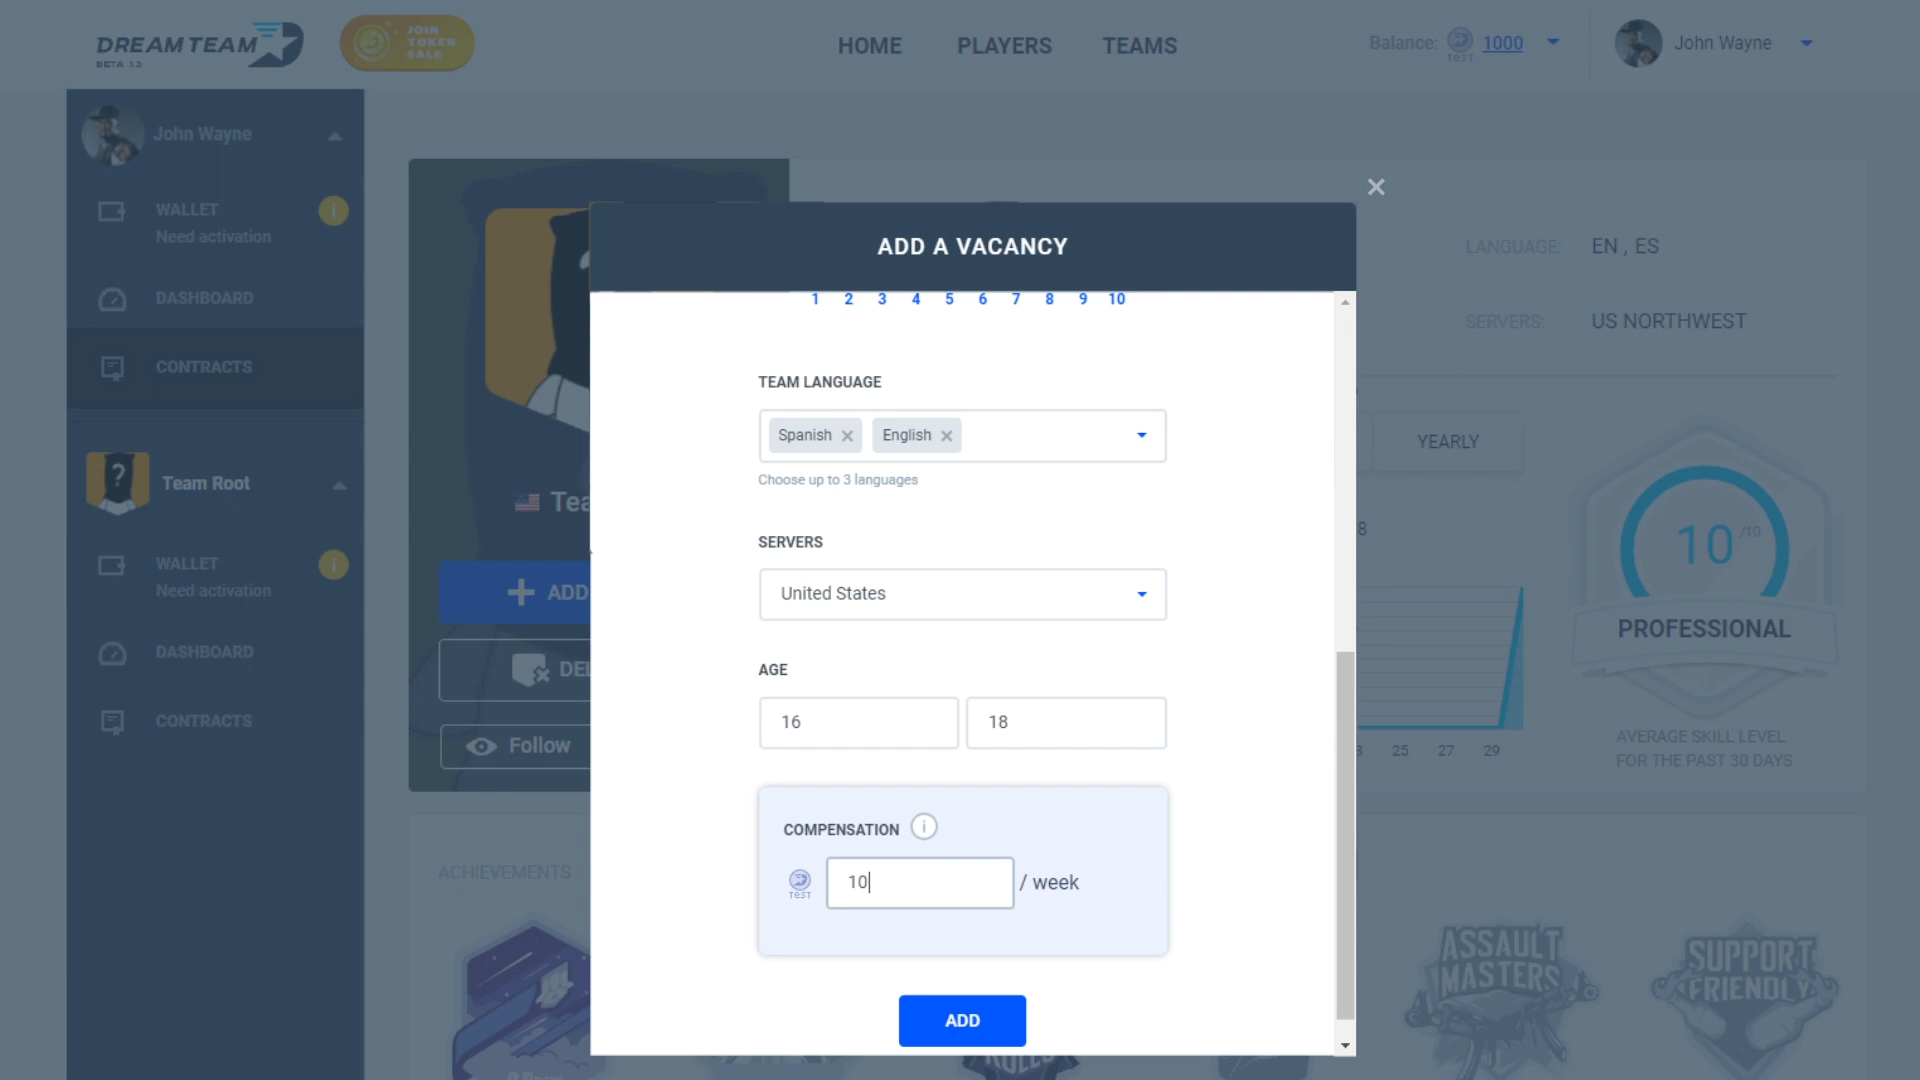 DREAM TEAM
BETA 1.2
JOIN
TOKEN
SALE
HOME
PLAYERS
TEAMS
Balance:
TEST
1000
John Wayne
John Wayne
WALLET
Need activation
DASHBOARD
CONTRACTS
?
Team Root
WALLET
Need activation
DASHBOARD
CONTRACTS
ADD
Follow
ACHIEVEMENTS
ADD A VACANCY
1 2 3 4 5 6 7 8 9 10
TEAM LANGUAGE
Spanish English
Choose up to 3 languages
SERVERS
United States
AGE
16 18
COMPENSATION
TEST
10 / week
ADD
LANGUAGE: EN , ES
SERVERS: US NORTHWEST
YEARLY
8
25 27 29
10 /10
PROFESSIONAL
AVERAGE SKILL LEVEL
FOR THE PAST 30 DAYS
ASSAULT
MASTERS
SUPPORT
FRIENDLY